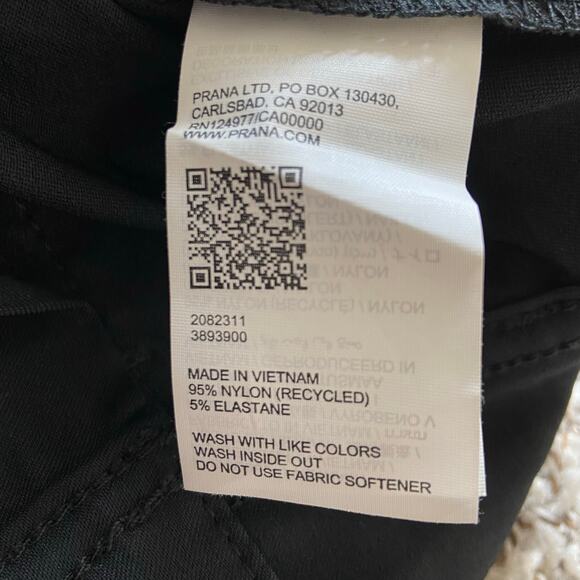 PRANA LTD. PO BOX 130430,
CARLSBAD, CA 92013
RN124977/CA00000
WWW.PRANA.COM
2082311
3893900
MADE IN VIETNAM
95% NYLON (RECYCLED)
5% ELASTANE
WASH WITH LIKE COLORS
WASH INSIDE OUT
DO NOT USE FABRIC SOFTENER